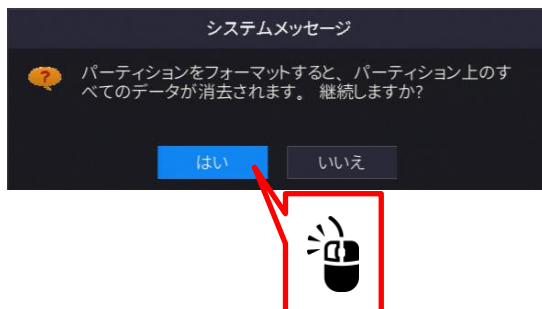 システムメッセージ
パーティションをフォーマットすると、パーティション上のす
べてのデータが消去されます。 継続しますか?
はい
いいえ